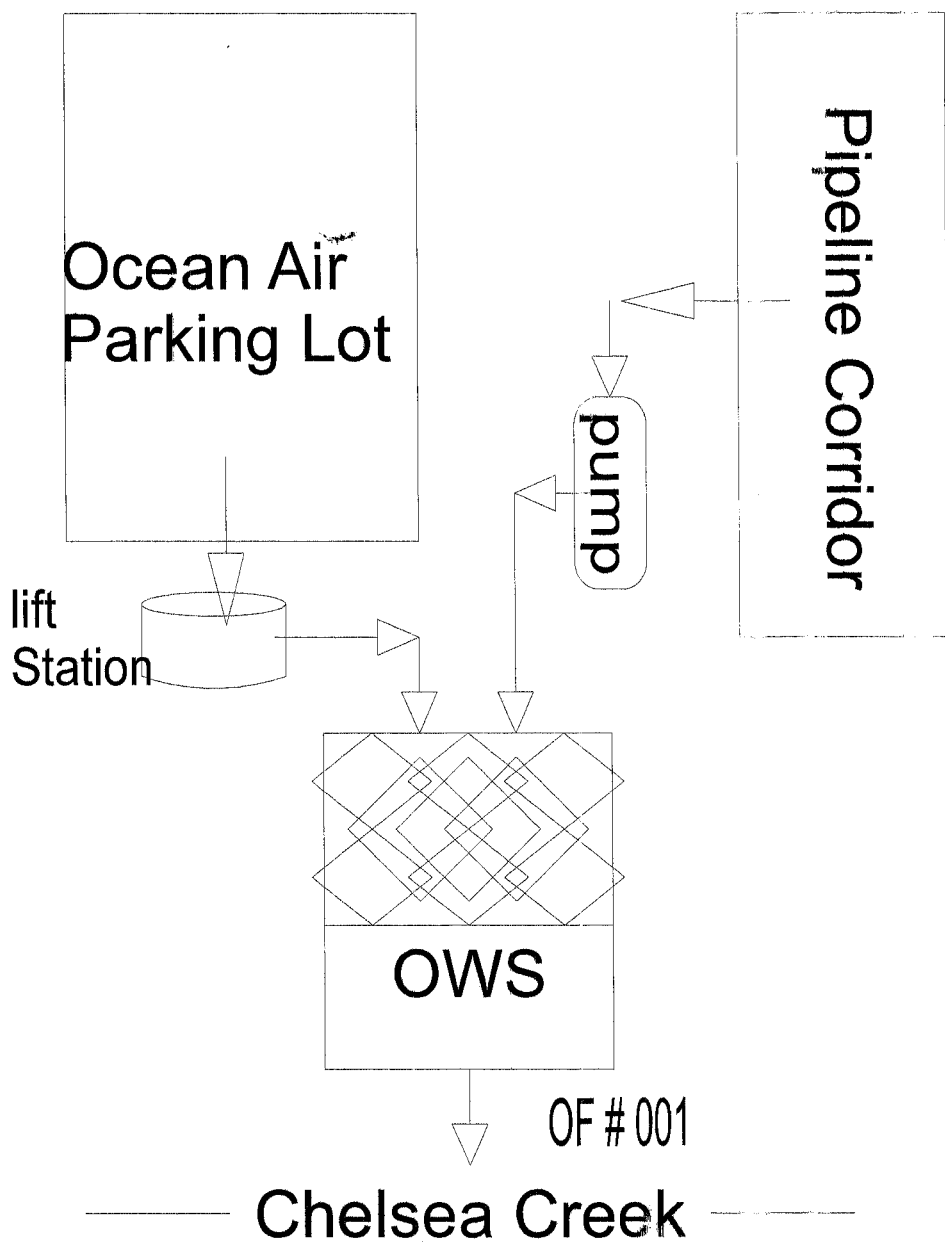 Ocean Air
Parking Lot
Pipeline Corridor
pump
lift
Station
OWS
OF # 001
Chelsea Creek